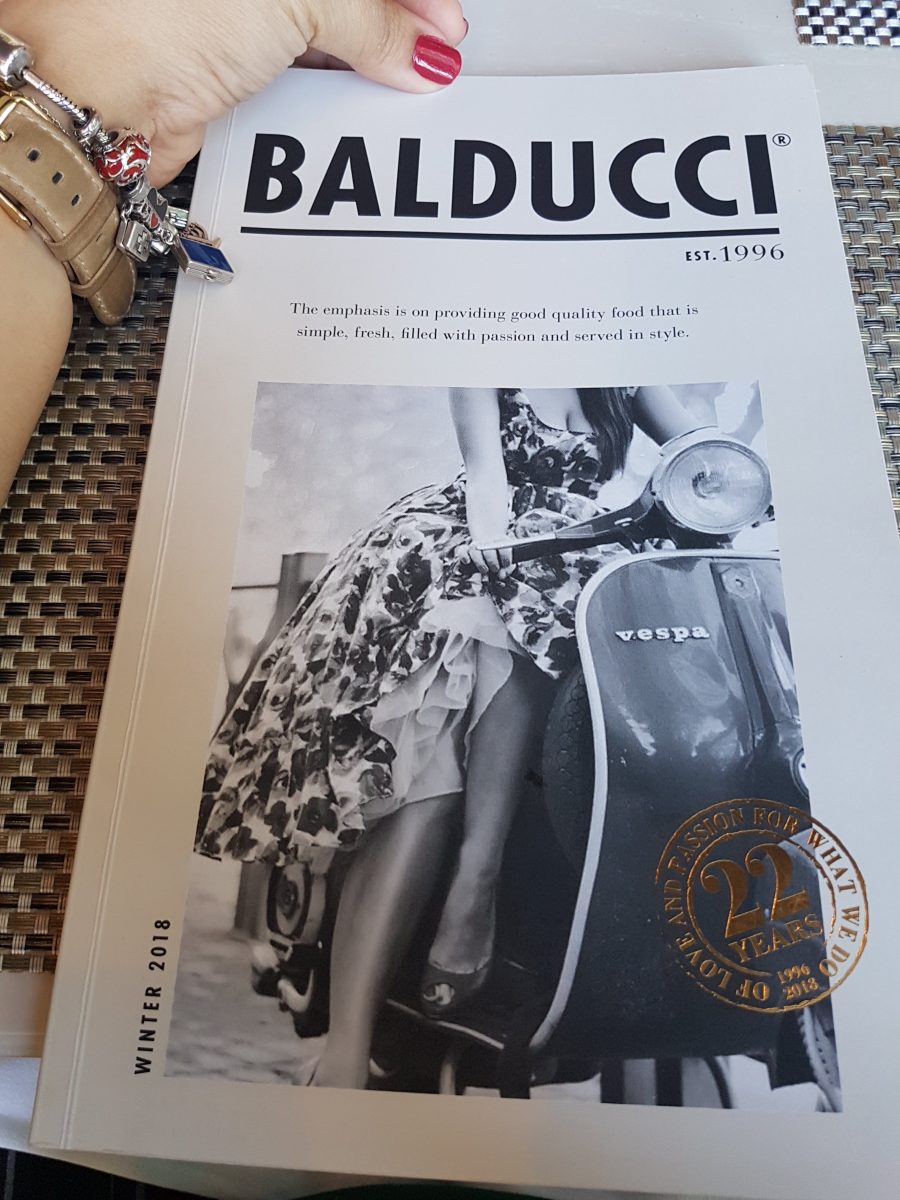 BALDUCCI®
EST. 1996
The emphasis is on providing good quality food that is
simple, fresh, filled with passion and served in style.
vespa
22
YEARS
OF LOVE AND PASSION FOR WHAT WE DO
1996
2018
WINTER 2018